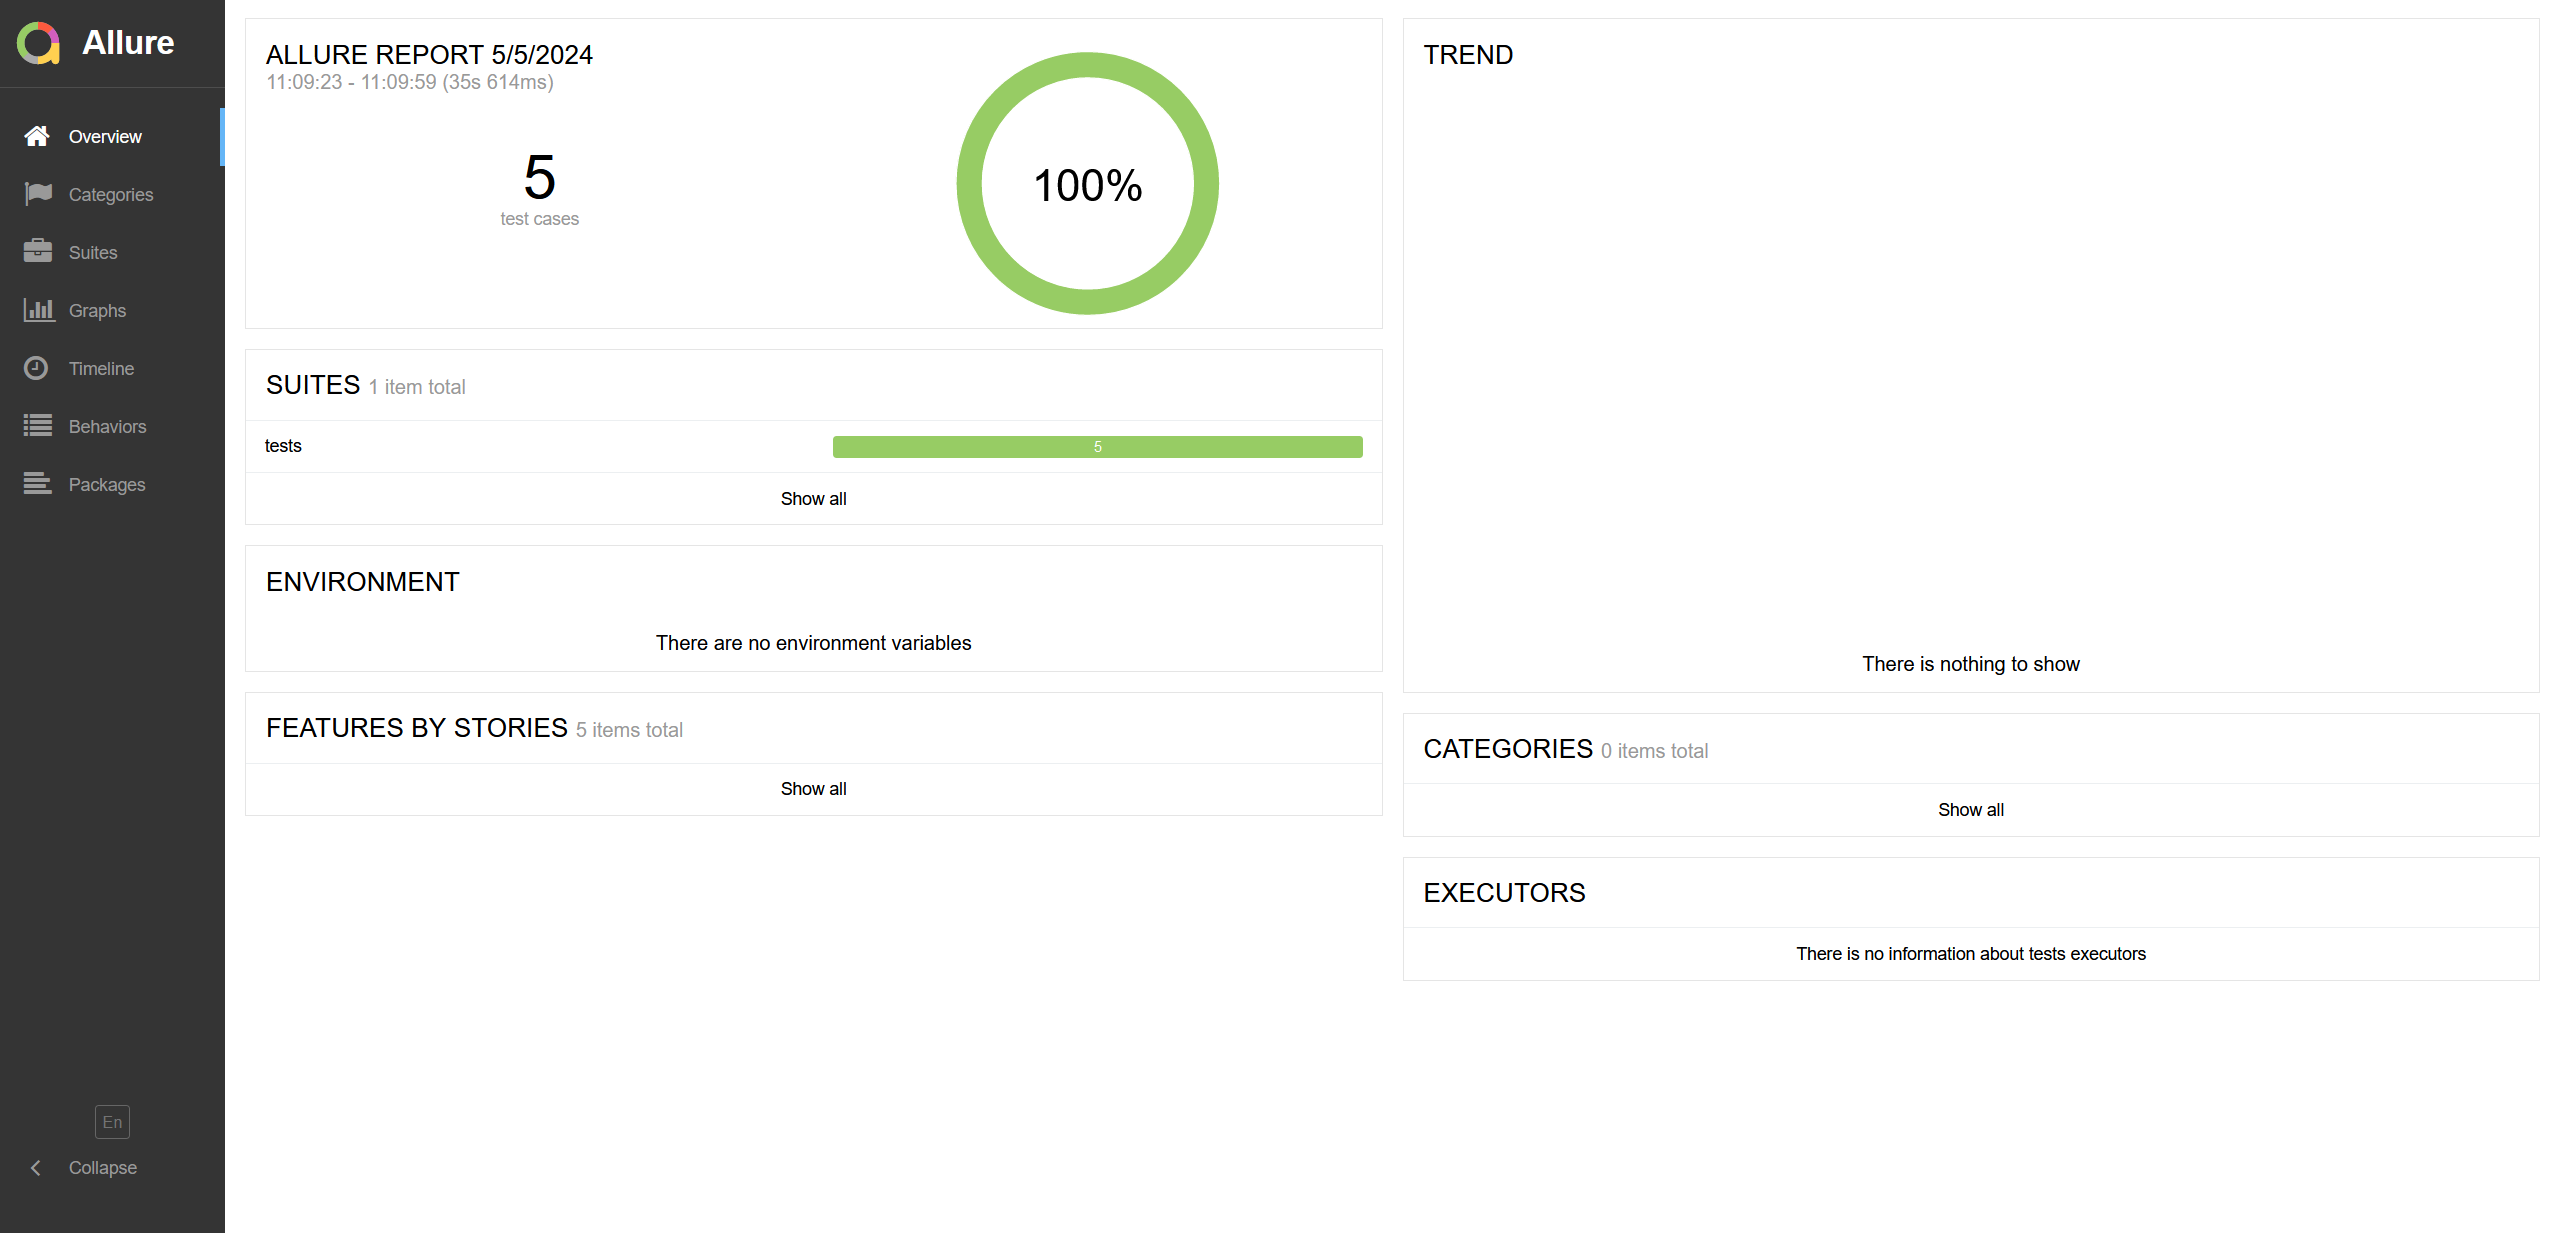 Allure
Overview
Categories
Suites
Graphs
Timeline
Behaviors
Packages
En
Collapse
ALLURE REPORT 5/5/2024
11:09:23 - 11:09:59 (35s 614ms)
5
test cases
100%
SUITES 1 item total
tests 5
Show all
ENVIRONMENT
There are no environment variables
FEATURES BY STORIES 5 items total
Show all
TREND
There is nothing to show
CATEGORIES 0 items total
Show all
EXECUTORS
There is no information about tests executors